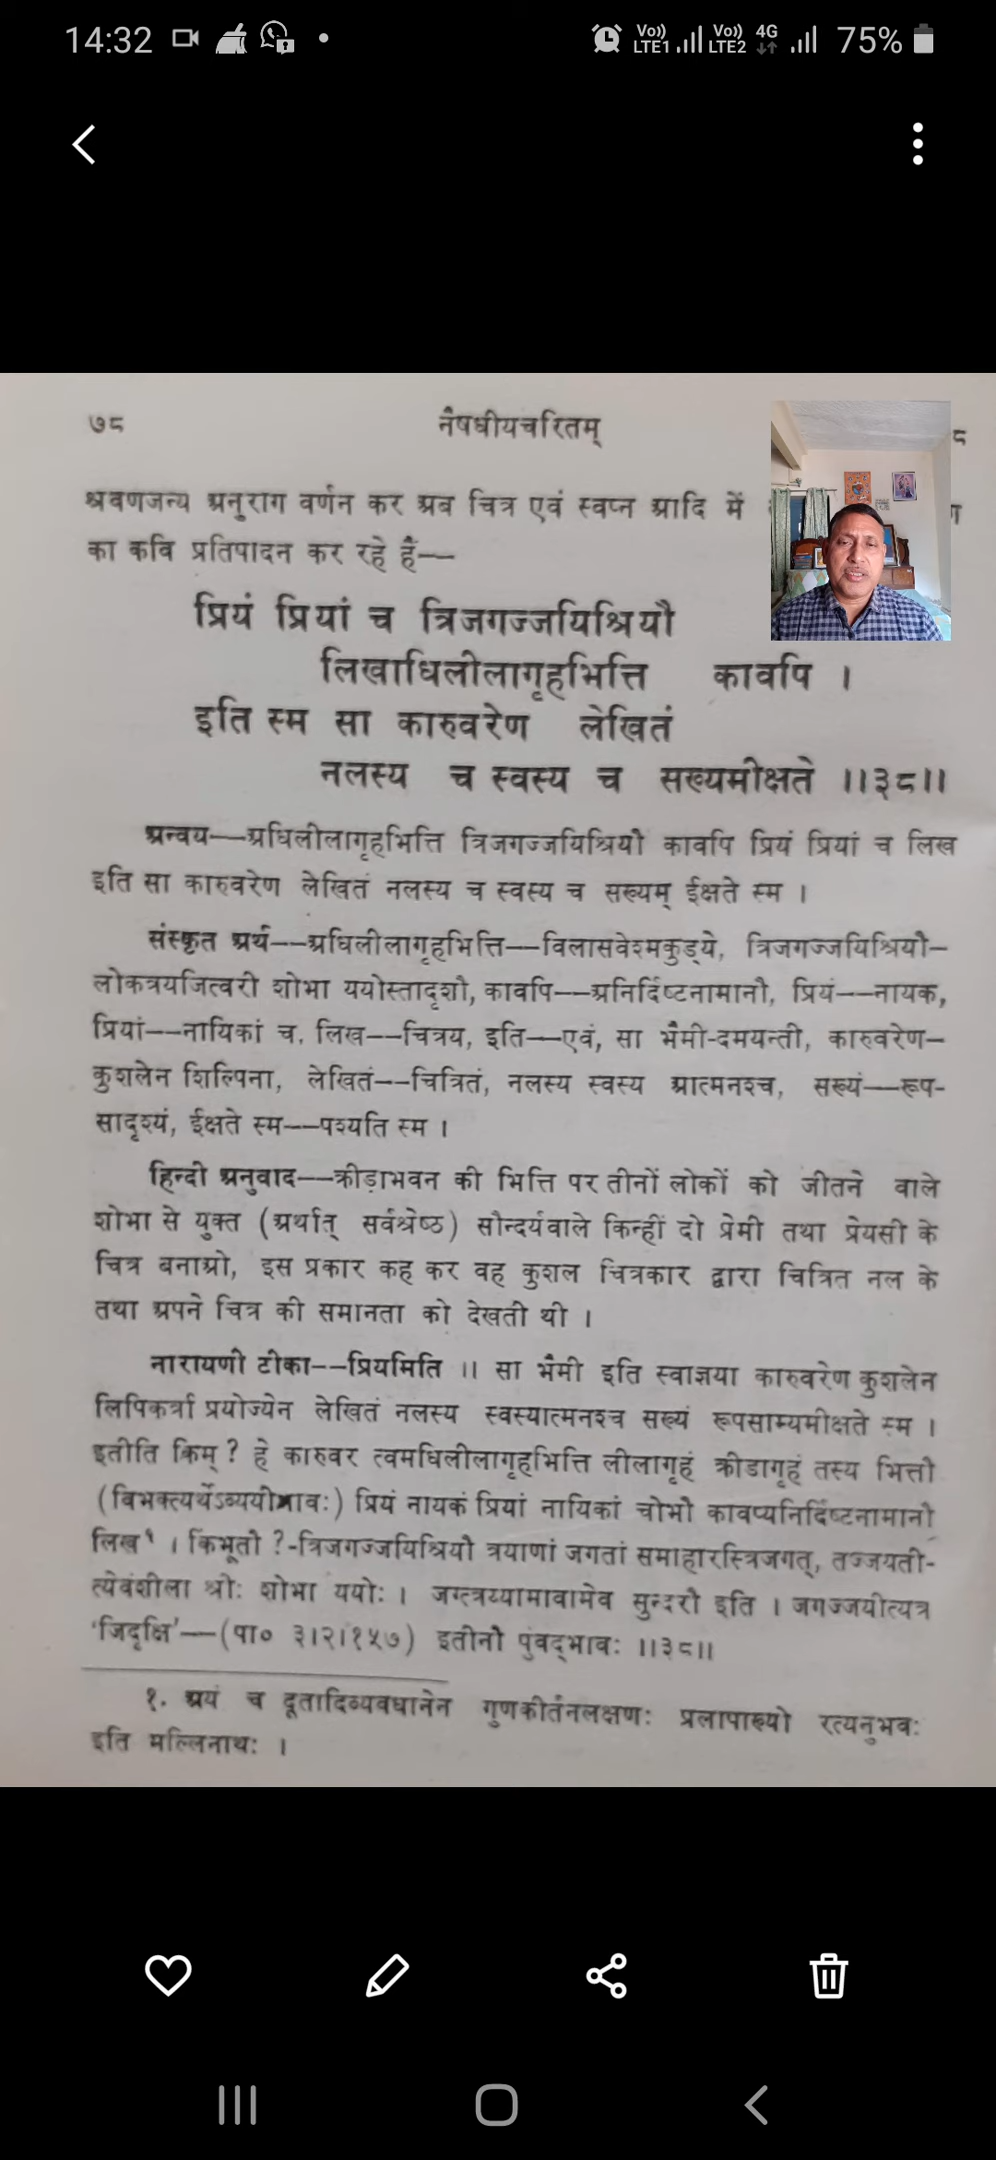 14:32
Vo)) LTE1 Vo)) LTE2 4G 75%
७८ नैषधीयचरितम्
श्रवणजन्य अनुराग वर्णन कर अब चित्र एवं स्वप्न आदि में
का कवि प्रतिपादन कर रहे हैं—
प्रियं प्रियां च त्रिजगज्जयिश्रियौ
लिखाधिलीलागृहभित्ति कावपि ।
इति स्म सा कारुवरेण लेखितं
नलस्य च स्वस्य च सख्यमीक्षते ॥३८॥
अन्वय—अधिलीलागृहभित्ति त्रिजगज्जयिश्रियौ कावपि प्रियं प्रियां च लिख
इति सा कारुवरेण लेखितं नलस्य च स्वस्य च सख्यम् ईक्षते स्म ।
संस्कृत अर्थ--अधिलीलागृहभित्ति--विलासवेश्मकुड्ये, त्रिजगज्जयिश्रियौ–
लोकत्रयजित्वरी शोभा ययोस्तादृशौ, कावपि--अनिर्दिष्टनामानौ, प्रियं--नायक,
प्रियां--नायिकां च, लिख--चित्रय, इति—एवं, सा भैमी-दमयन्ती, कारुवरेण–
कुशलेन शिल्पिना, लेखितं--चित्रितं, नलस्य स्वस्य आत्मनश्च, सख्यं—रूप-
सादृश्यं, ईक्षते स्म--पश्यति स्म ।
हिन्दी अनुवाद--क्रीड़ाभवन की भित्ति पर तीनों लोकों को जीतने वाले
शोभा से युक्त (अर्थात् सर्वश्रेष्ठ) सौन्दर्यवाले किन्हीं दो प्रेमी तथा प्रेयसी के
चित्र बनाओ, इस प्रकार कह कर वह कुशल चित्रकार द्वारा चित्रित नल के
तथा अपने चित्र की समानता को देखती थी ।
नारायणी टीका--प्रियमिति ॥ सा भैमी इति स्वाज्ञया कारुवरेण कुशलेन
लिपिकर्त्रा प्रयोज्येन लेखितं नलस्य स्वस्यात्मनश्च सख्यं रूपसाम्यमीक्षते स्म ।
इतीति किम् ? हे कारुवर त्वमधिलीलागृहभित्ति लीलागृहं क्रीडागृहं तस्य भित्तौ
(विभक्त्यर्थेऽव्ययीभावः) प्रियं नायकं प्रियां नायिकां चोभौ कावप्यनिर्दिष्टनामानौ
लिख१ । किंभूतौ ?-त्रिजगज्जयिश्रियौ त्रयाणां जगतां समाहारस्त्रिजगत्, तज्जयती-
त्येवंशीला श्रीः शोभा ययोः । जगत्त्रय्यामावामेव सुन्दरौ इति । जगज्जयीत्यत्र
'जिदृक्षि'—(पा० ३।२।१५७) इतीनौ पुंवद्भावः ॥३८॥
१. अयं च दूतादिव्यवधानेन गुणकीर्तनलक्षणः प्रलापाख्यो रत्यनुभवः
इति मल्लिनाथः ।